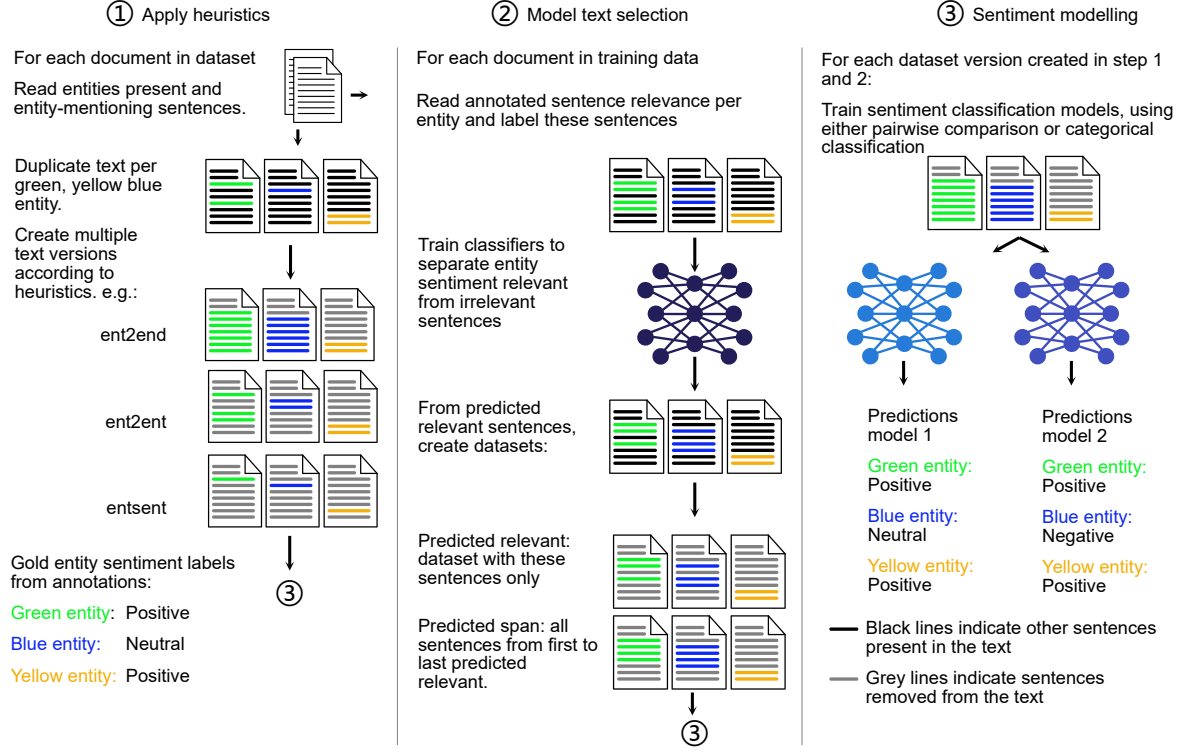 ① Apply heuristics
For each document in dataset
Read entities present and
entity-mentioning sentences.
Duplicate text per
green, yellow blue
entity.
Create multiple
text versions
according to
heuristics. e.g.:
ent2end
ent2ent
entsent
Gold entity sentiment labels
from annotations:
Green entity: Positive
Blue entity: Neutral
Yellow entity: Positive
③
② Model text selection
For each document in training data
Read annotated sentence relevance per
entity and label these sentences
Train classifiers to
separate entity
sentiment relevant
from irrelevant
sentences
From predicted
relevant sentences,
create datasets:
Predicted relevant:
dataset with these
sentences only
Predicted span: all
sentences from first to
last predicted
relevant.
③
③ Sentiment modelling
For each dataset version created in step 1
and 2:
Train sentiment classification models, using
either pairwise comparison or categorical
classification
Predictions
model 1
Green entity:
Positive
Blue entity:
Neutral
Yellow entity:
Positive
Predictions
model 2
Green entity:
Positive
Blue entity:
Negative
Yellow entity:
Positive
Black lines indicate other sentences
present in the text
Grey lines indicate sentences
removed from the text